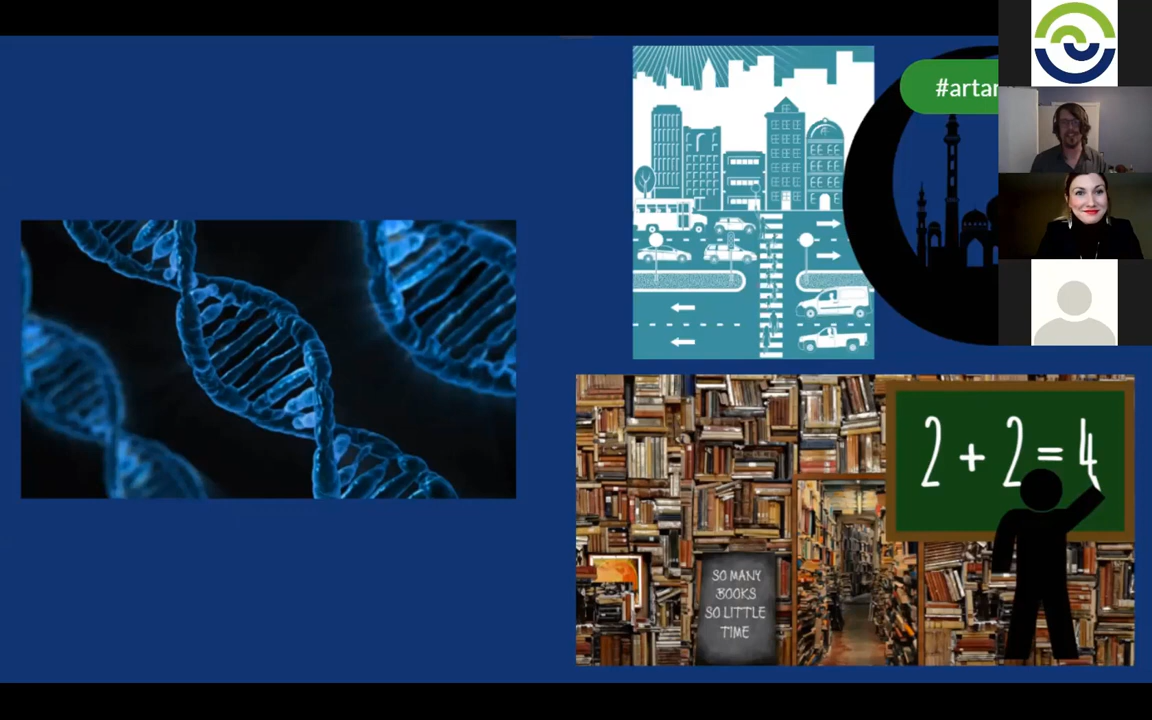 #artar
2 + 2 = 4
SO MANY
BOOKS
SO LITTLE
TIME